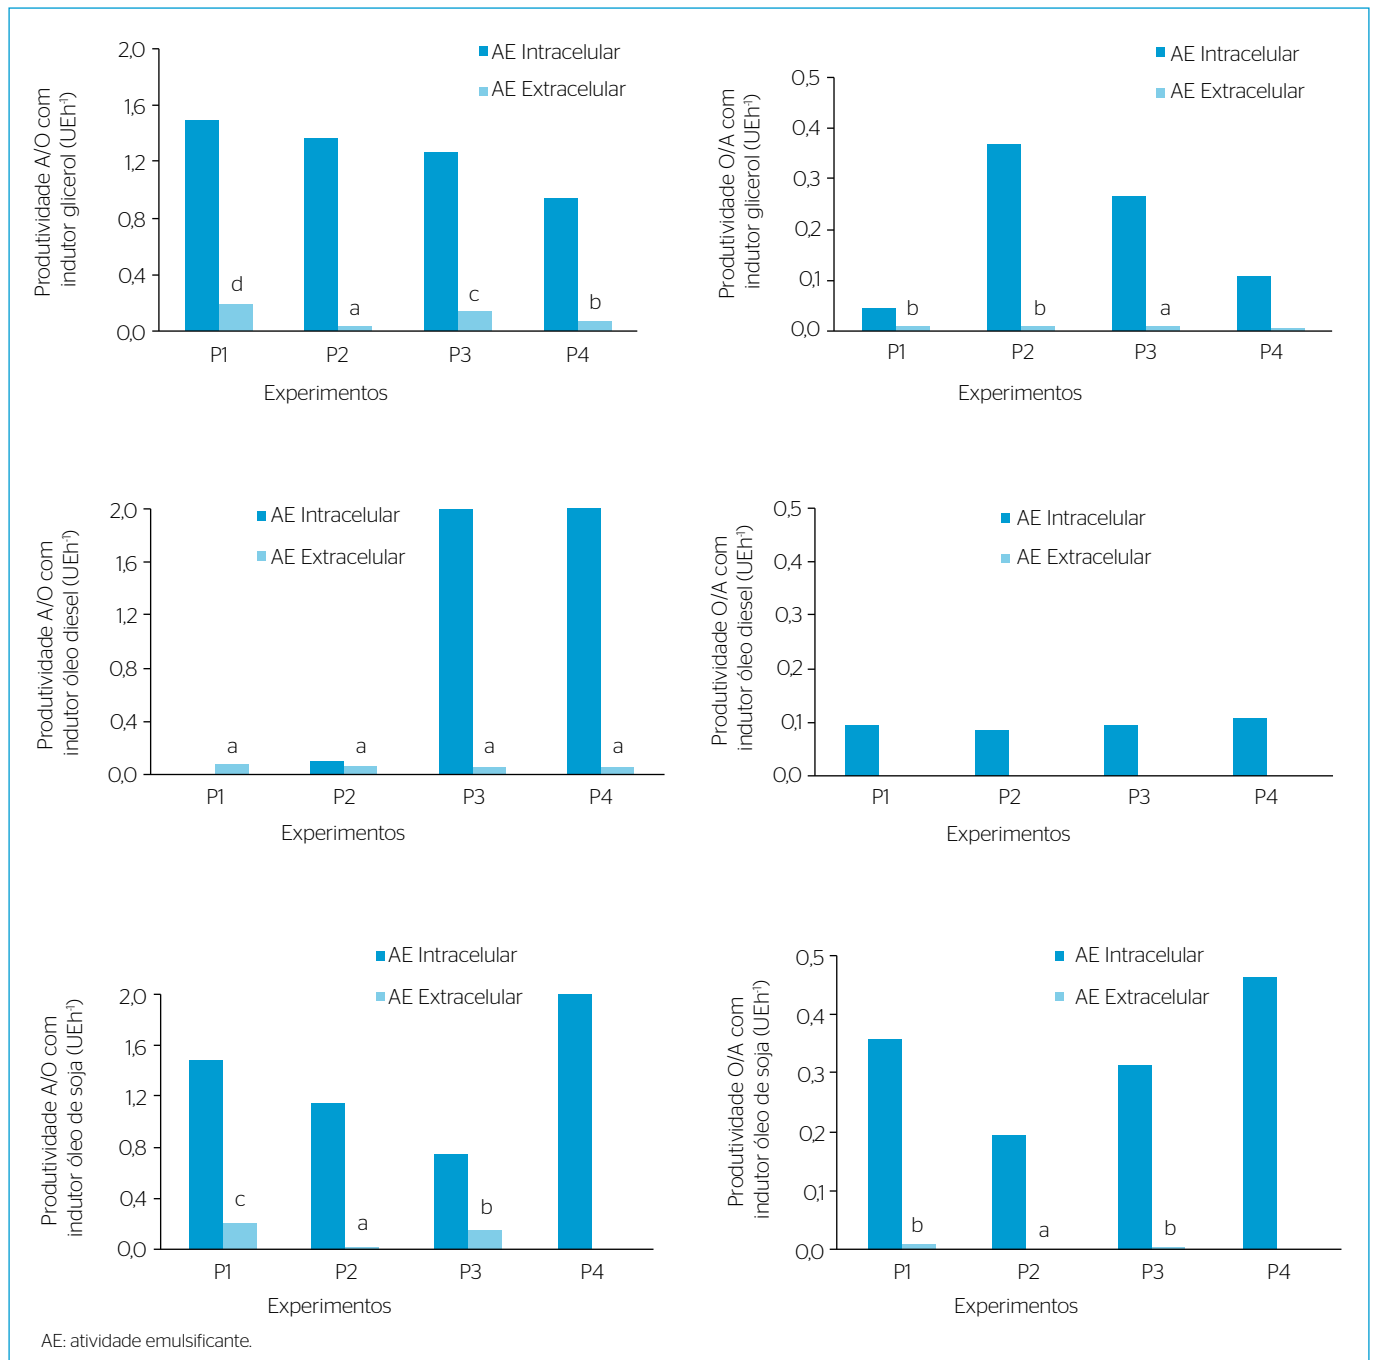 Produtividade A/O com
indutor glicerol (UEh⁻¹)
AE Intracelular
AE Extracelular
2,0
1,6
1,2
0,8
0,4
0,0
d
a
c
b
P1
P2
P3
P4
Experimentos
Produtividade O/A com
indutor glicerol (UEh⁻¹)
AE Intracelular
AE Extracelular
0,5
0,4
0,3
0,2
0,1
0,0
b
b
a
P1
P2
P3
P4
Experimentos
Produtividade A/O com
indutor óleo diesel (UEh⁻¹)
AE Intracelular
AE Extracelular
2,0
1,6
1,2
0,8
0,4
0,0
a
a
a
a
P1
P2
P3
P4
Experimentos
Produtividade O/A com
indutor óleo diesel (UEh⁻¹)
AE Intracelular
AE Extracelular
0,5
0,4
0,3
0,2
0,1
0,0
P1
P2
P3
P4
Experimentos
Produtividade A/O com
indutor óleo de soja (UEh⁻¹)
AE Intracelular
AE Extracelular
2,0
1,6
1,2
0,8
0,4
0,0
c
a
b
P1
P2
P3
P4
Experimentos
Produtividade O/A com
indutor óleo de soja (UEh⁻¹)
AE Intracelular
AE Extracelular
0,5
0,4
0,3
0,2
0,1
0,0
b
a
b
P1
P2
P3
P4
Experimentos
AE: atividade emulsificante.